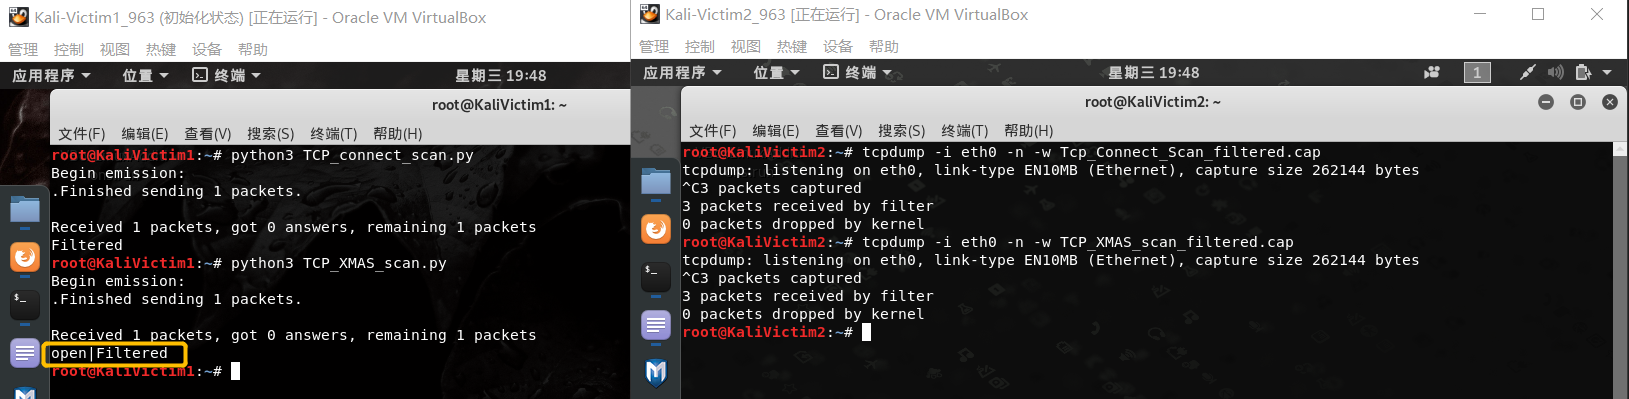 Kali-Victim1_963 (初始化状态) [正在运行] - Oracle VM VirtualBox
管理 控制 视图 热键 设备 帮助
应用程序 位置 终端 星期三 19:48
root@KaliVictim1: ~
文件(F) 编辑(E) 查看(V) 搜索(S) 终端(T) 帮助(H)
root@KaliVictim1:~# python3 TCP_connect_scan.py
Begin emission:
.Finished sending 1 packets.
Received 1 packets, got 0 answers, remaining 1 packets
Filtered
root@KaliVictim1:~# python3 TCP_XMAS_scan.py
Begin emission:
.Finished sending 1 packets.
Received 1 packets, got 0 answers, remaining 1 packets
open|Filtered
root@KaliVictim1:~#
Kali-Victim2_963 [正在运行] - Oracle VM VirtualBox
管理 控制 视图 热键 设备 帮助
应用程序 位置 终端 星期三 19:48 1
root@KaliVictim2: ~
文件(F) 编辑(E) 查看(V) 搜索(S) 终端(T) 帮助(H)
root@KaliVictim2:~# tcpdump -i eth0 -n -w Tcp_Connect_Scan_filtered.cap
tcpdump: listening on eth0, link-type EN10MB (Ethernet), capture size 262144 bytes
^C3 packets captured
3 packets received by filter
0 packets dropped by kernel
root@KaliVictim2:~# tcpdump -i eth0 -n -w TCP_XMAS_scan_filtered.cap
tcpdump: listening on eth0, link-type EN10MB (Ethernet), capture size 262144 bytes
^C3 packets captured
3 packets received by filter
0 packets dropped by kernel
root@KaliVictim2:~#